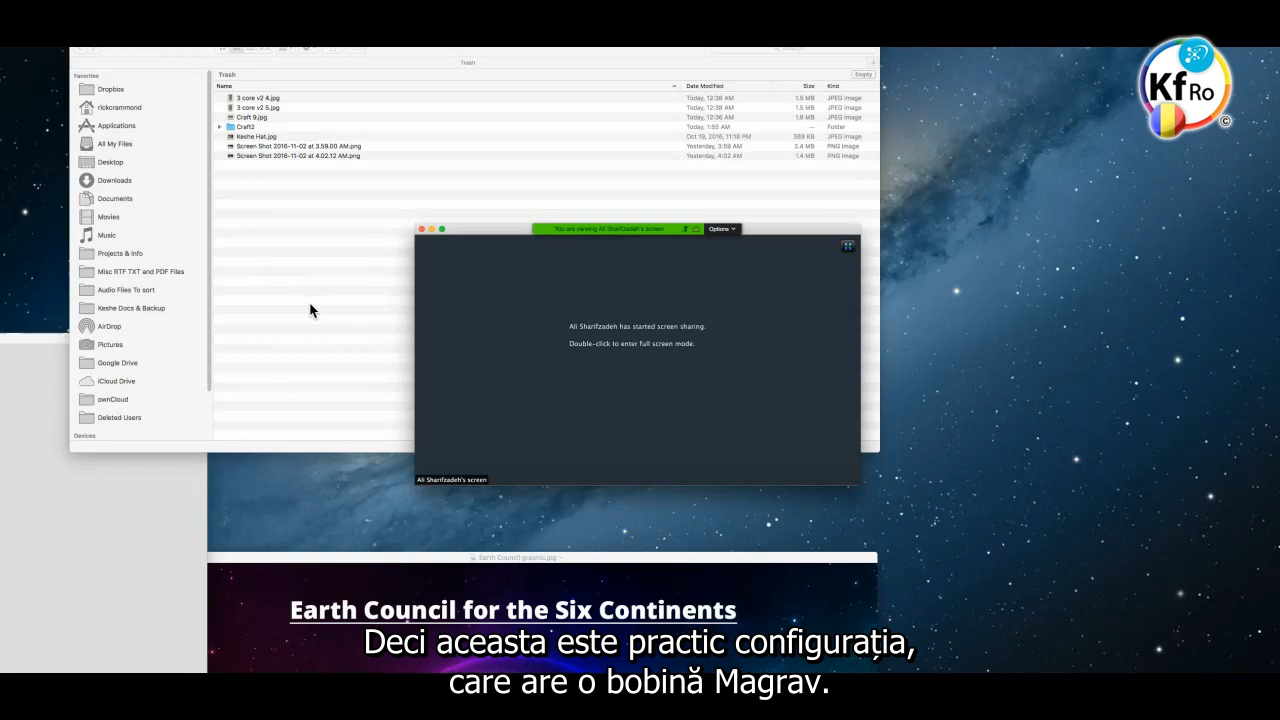 Trash
Favorites
Dropbox
rickcrammond
Applications
All My Files
Desktop
Downloads
Documents
Movies
Music
Projects & Info
Misc RTF TXT and PDF Files
Audio Files To sort
Keshe Docs & Backup
AirDrop
Pictures
Google Drive
iCloud Drive
ownCloud
Deleted Users
Devices
Trash Empty
Name Date Modified Size Kind
3 core v2 4.jpg Today, 12:38 AM 1.5 MB JPEG image
3 core v2 5.jpg Today, 12:38 AM 1.5 MB JPEG image
Craft 9.jpg Today, 12:36 AM 1.9 MB JPEG image
Craft2 Today, 1:55 AM -- Folder
Keshe Hat.jpg Oct 19, 2016, 11:18 PM 389 KB JPEG image
Screen Shot 2016-11-02 at 3.59.00 AM.png Yesterday, 3:59 AM 2.4 MB PNG image
Screen Shot 2016-11-02 at 4.02.12 AM.png Yesterday, 4:02 AM 1.4 MB PNG image
Kf Ro
©
You are viewing Ali Sharifzadeh's screen Options
Ali Sharifzadeh has started screen sharing.
Double-click to enter full screen mode.
Ali Sharifzadeh's screen
Earth Council graphic.jpg
Earth Council for the Six Continents
Deci aceasta este practic configurația,
care are o bobină Magrav.